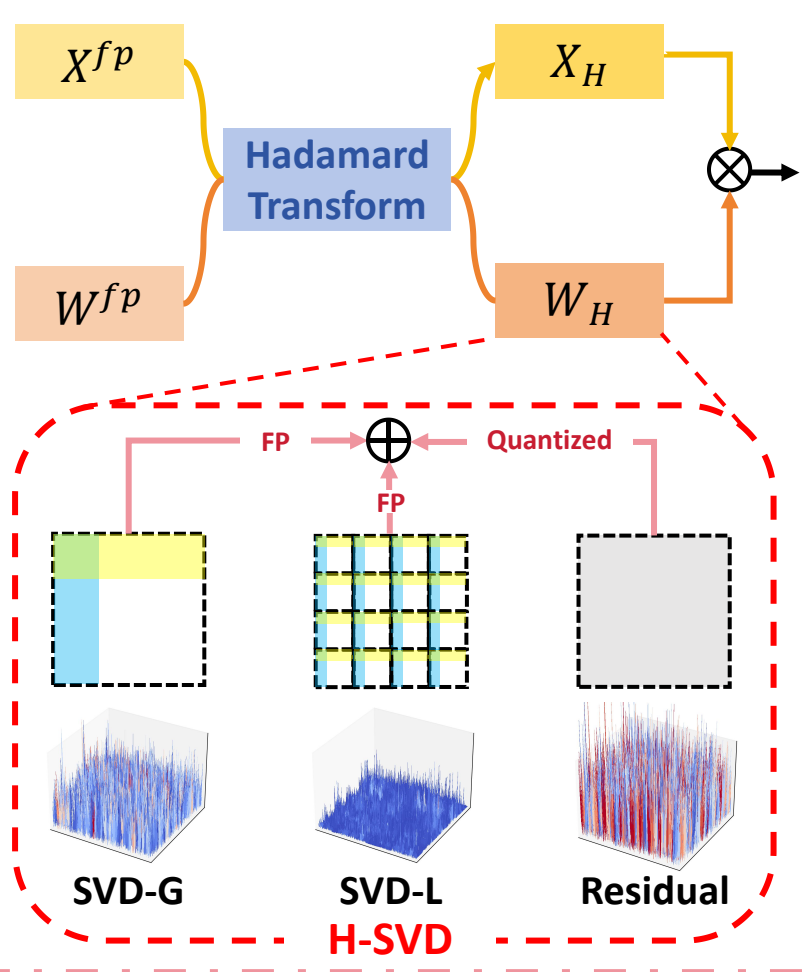 X^{fp}
X_H
Hadamard
Transform
W^{fp}
W_H
FP
Quantized
FP
SVD-G
SVD-L
Residual
H-SVD